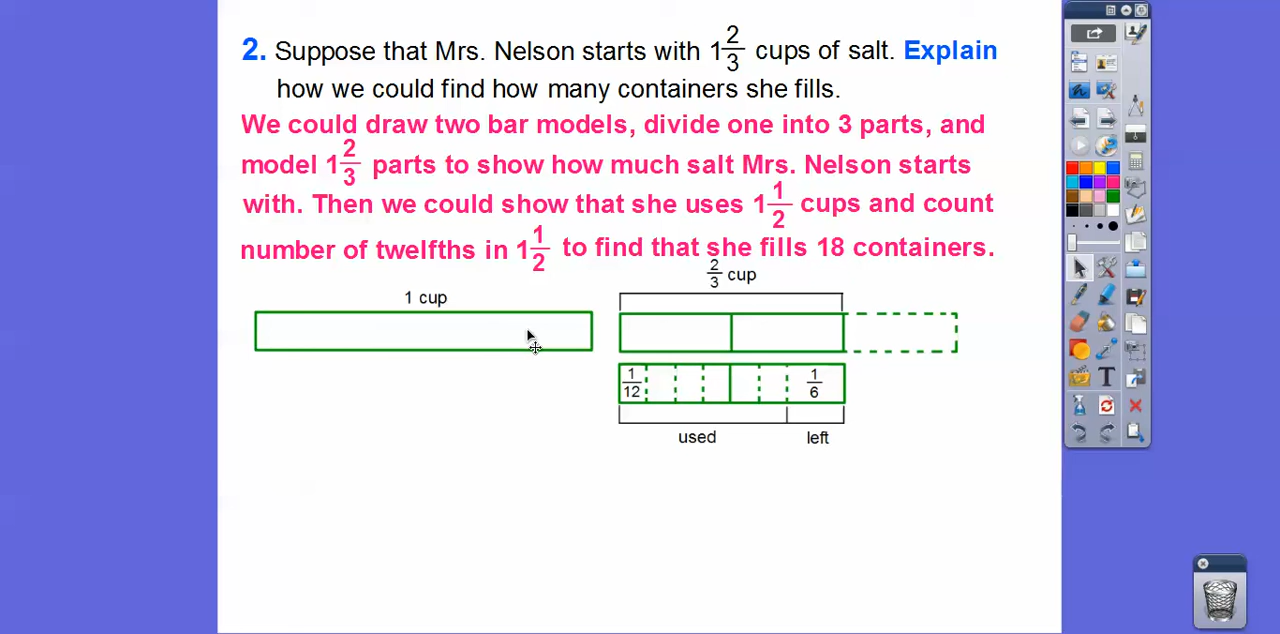 2. Suppose that Mrs. Nelson starts with 1 2/3 cups of salt. Explain
how we could find how many containers she fills.
We could draw two bar models, divide one into 3 parts, and
model 1 2/3 parts to show how much salt Mrs. Nelson starts
with. Then we could show that she uses 1 1/2 cups and count
number of twelfths in 1 1/2 to find that she fills 18 containers.
2/3 cup
1 cup
1/12 1/6
used left
T